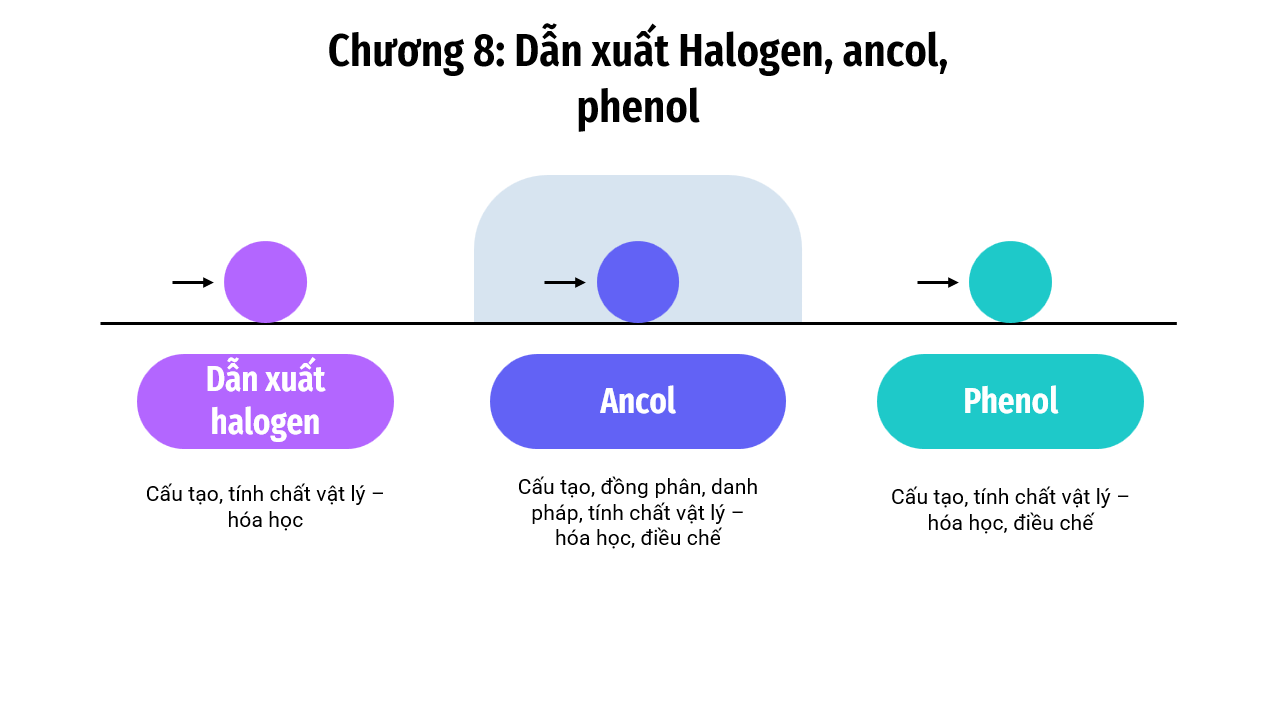 Chương 8: Dẫn xuất Halogen, ancol,
phenol
Dẫn xuất
halogen
Ancol
Phenol
Cấu tạo, tính chất vật lý –
hóa học
Cấu tạo, đồng phân, danh
pháp, tính chất vật lý –
hóa học, điều chế
Cấu tạo, tính chất vật lý –
hóa học, điều chế